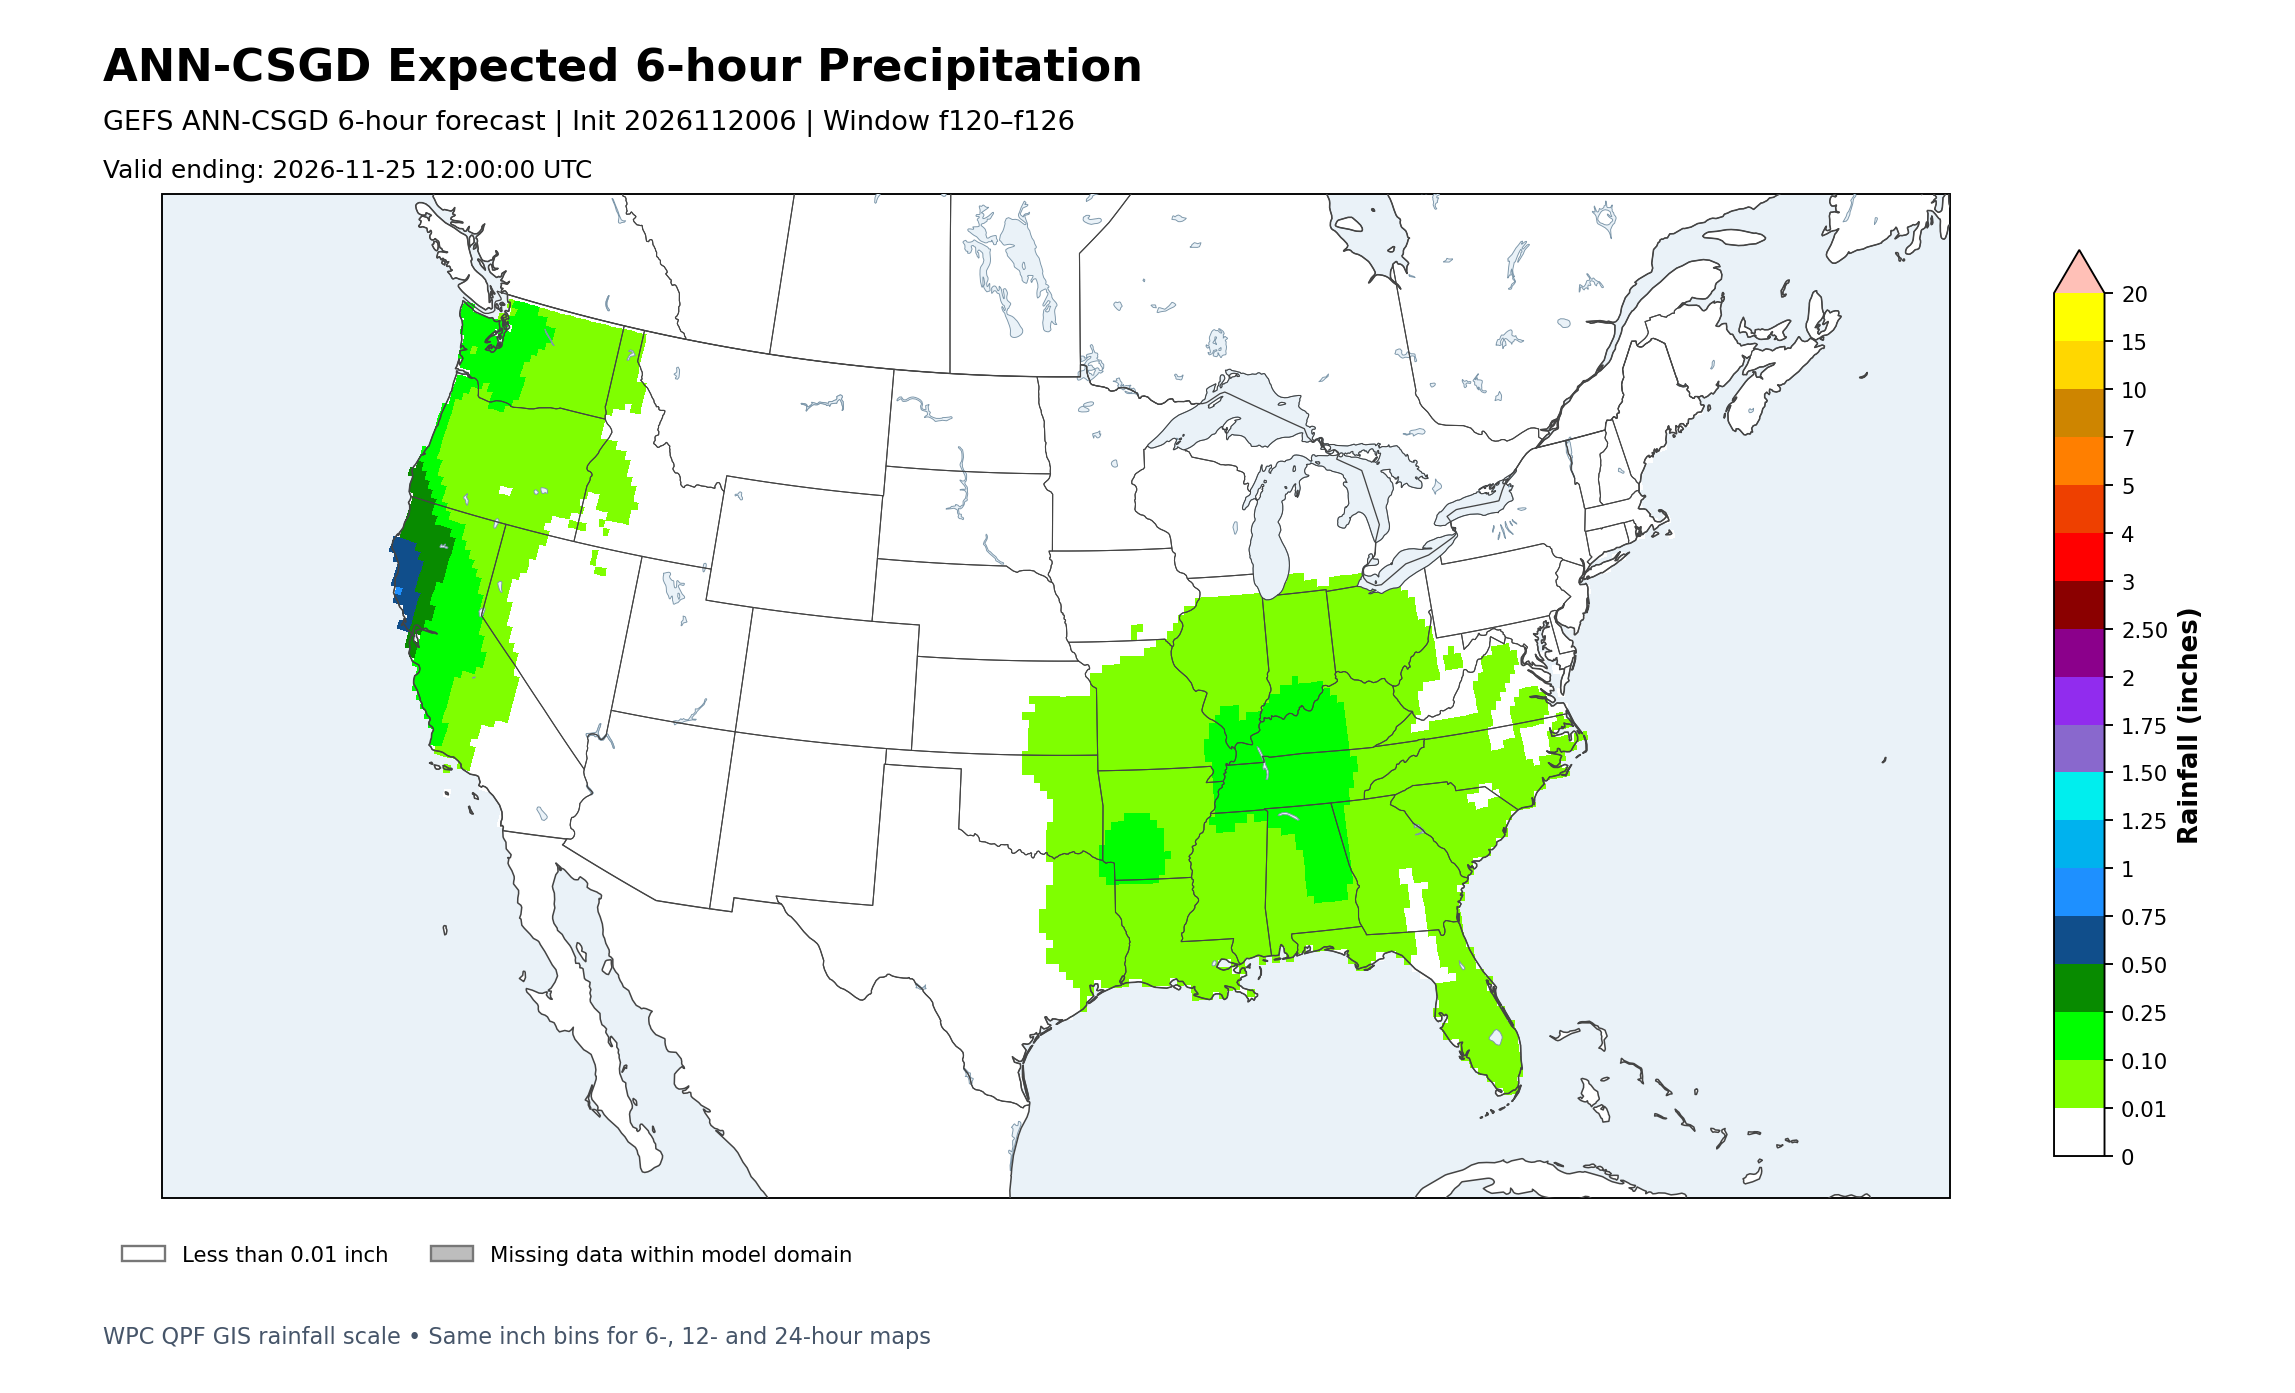 ANN-CSGD Expected 6-hour Precipitation
GEFS ANN-CSGD 6-hour forecast | Init 2026112006 | Window f120–f126
Valid ending: 2026-11-25 12:00:00 UTC
20
15
10
7
5
4
3
2.50
2
1.75
1.50
1.25
1
0.75
0.50
0.25
0.10
0.01
0
Rainfall (inches)
Less than 0.01 inch
Missing data within model domain
WPC QPF GIS rainfall scale • Same inch bins for 6-, 12- and 24-hour maps